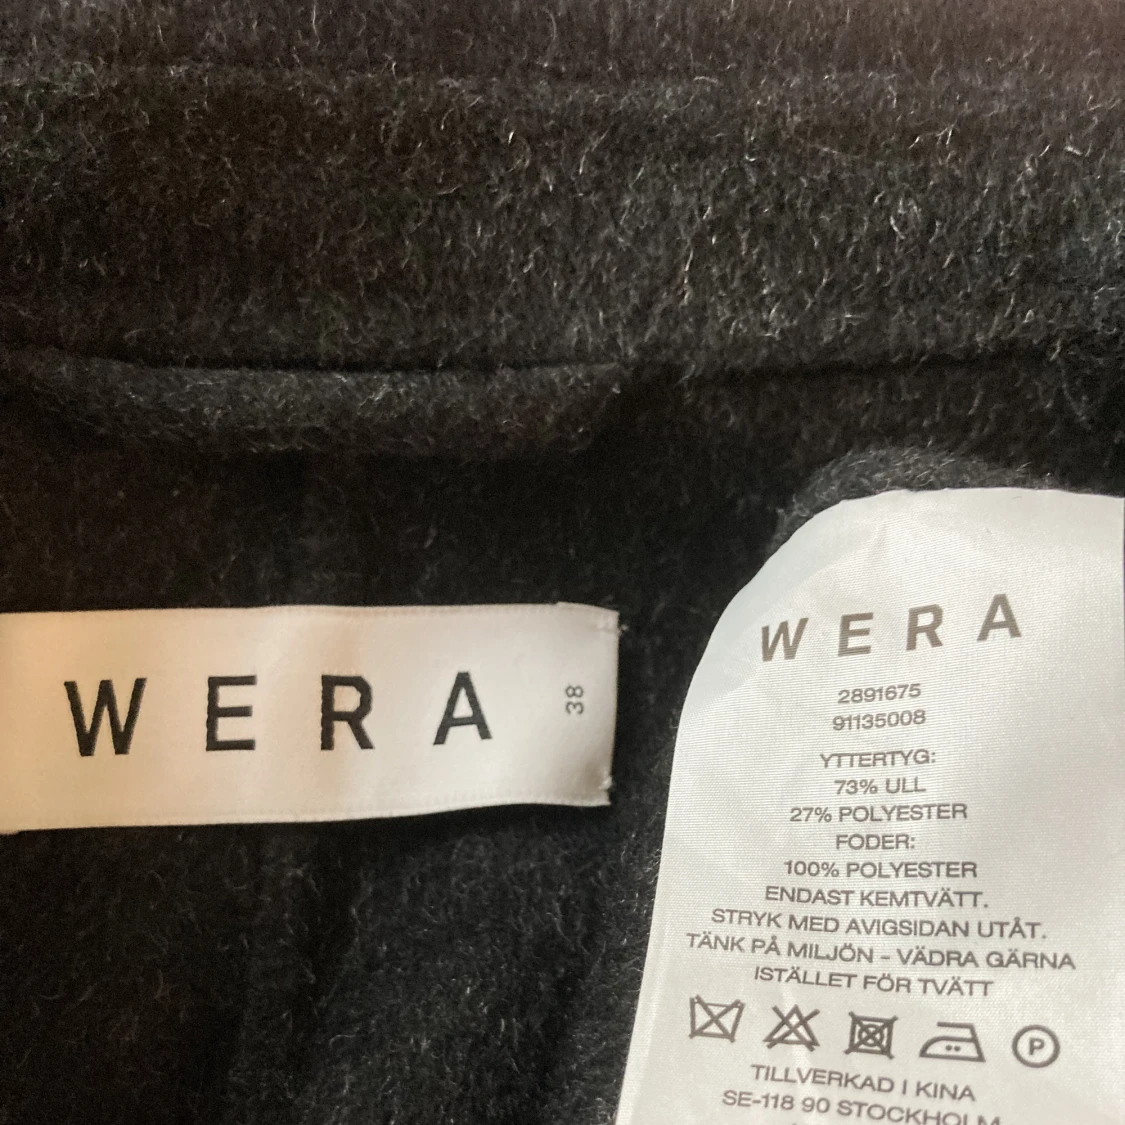 WERA
38
WERA
2891675
91135008
YTTERTYG:
73% ULL
27% POLYESTER
FODER:
100% POLYESTER
ENDAST KEMTVÄTT.
STRYK MED AVIGSIDAN UTÅT.
TÄNK PÅ MILJÖN - VÄDRA GÄRNA
ISTÄLLET FÖR TVÄTT
P
TILLVERKAD I KINA
SE-118 90 STOCKHOLM